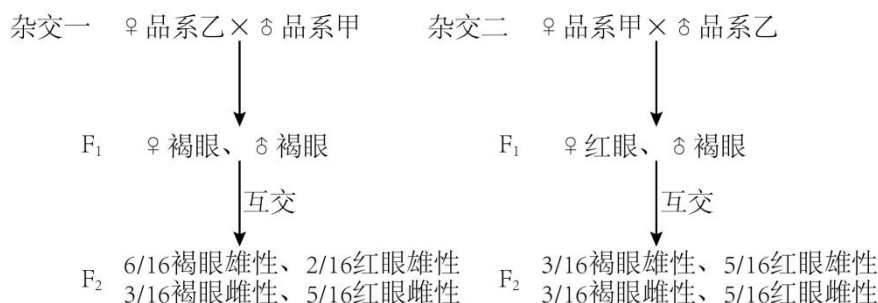 杂交一 ♀品系乙×♂品系甲
F₁ ♀褐眼、♂褐眼
互交
F₂ 6/16褐眼雄性、2/16红眼雄性
3/16褐眼雌性、5/16红眼雌性
杂交二 ♀品系甲×♂品系乙
F₁ ♀红眼、♂褐眼
互交
F₂ 3/16褐眼雄性、5/16红眼雄性
3/16褐眼雌性、5/16红眼雌性